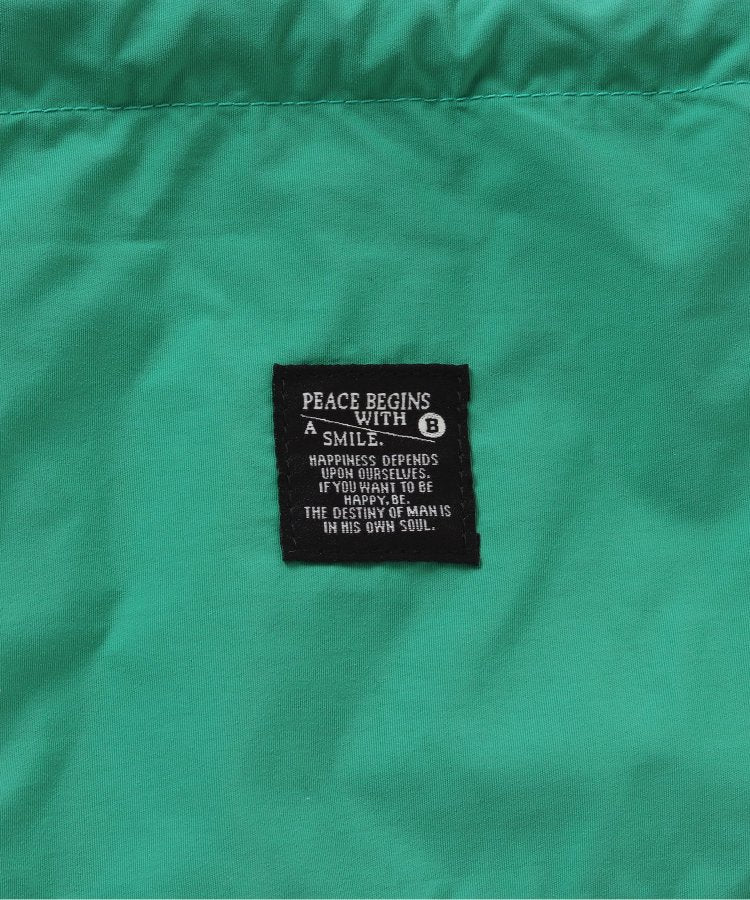 PEACE BEGINS
WITH
A
SMILE.
B
HAPPINESS DEPENDS
UPON OURSELVES.
IF YOU WANT TO BE
HAPPY, BE.
THE DESTINY OF MAN IS
IN HIS OWN SOUL.